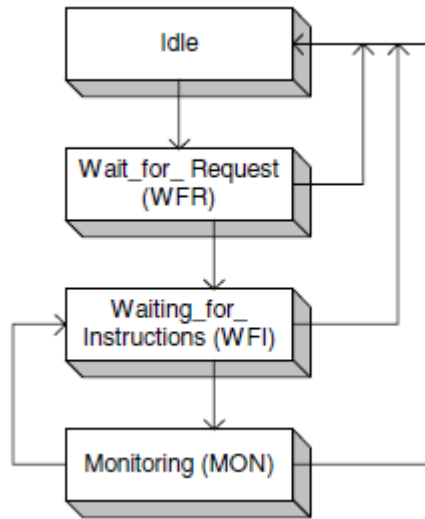 Idle
Wait_for_ Request
(WFR)
Waiting_for_
Instructions (WFI)
Monitoring (MON)